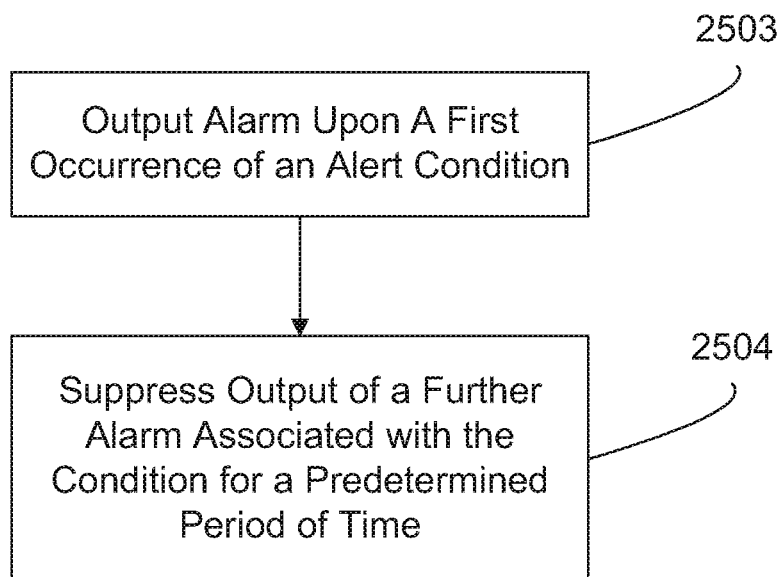 2503
Output Alarm Upon A First
Occurrence of an Alert Condition
2504
Suppress Output of a Further
Alarm Associated with the
Condition for a Predetermined
Period of Time